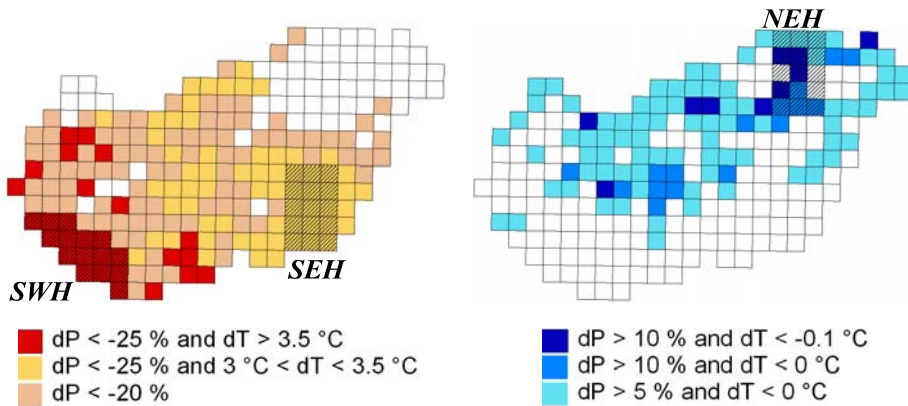 NEH
SWH
SEH
dP < -25 % and dT > 3.5 °C
dP < -25 % and 3 °C < dT < 3.5 °C
dP < -20 %
dP > 10 % and dT < -0.1 °C
dP > 10 % and dT < 0 °C
dP > 5 % and dT < 0 °C